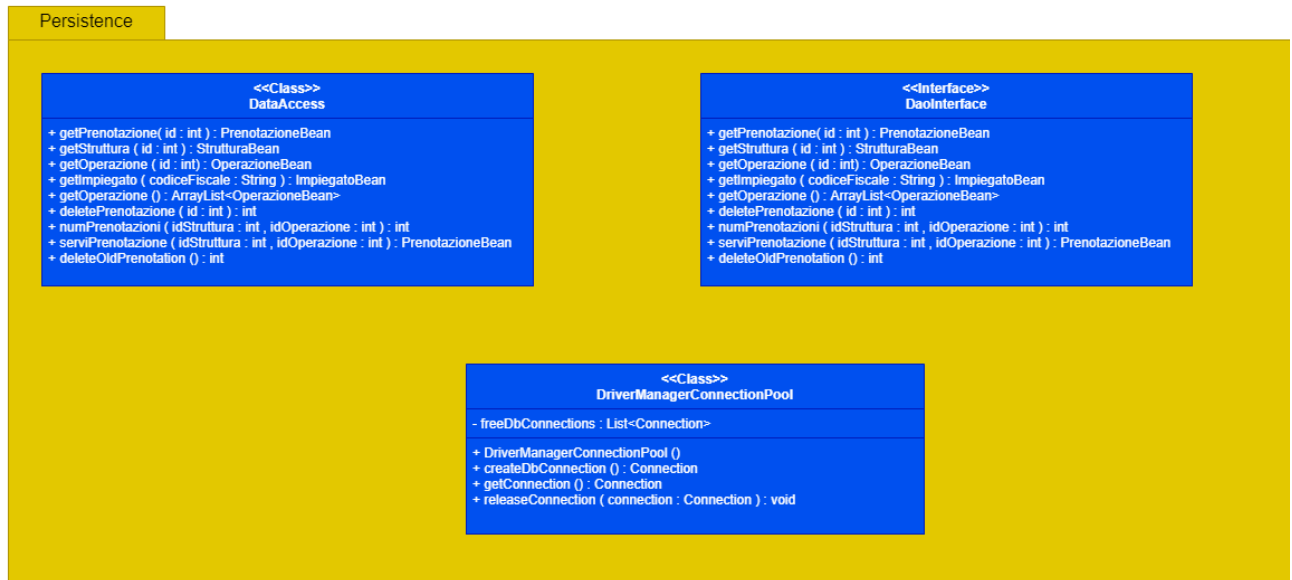 Persistence
<<Class>>
DataAccess
+ getPrenotazione( id : int ) : PrenotazioneBean
+ getStruttura ( id : int ) : StrutturaBean
+ getOperazione ( id : int) : OperazioneBean
+ getImpiegato ( codiceFiscale : String ) : ImpiegatoBean
+ getOperazione () : ArrayList<OperazioneBean>
+ deletePrenotazione ( id : int ) : int
+ numPrenotazioni ( idStruttura : int , idOperazione : int ) : int
+ serviPrenotazione ( idStruttura : int , idOperazione : int ) : PrenotazioneBean
+ deleteOldPrenotation () : int
<<Interface>>
DaoInterface
+ getPrenotazione( id : int ) : PrenotazioneBean
+ getStruttura ( id : int ) : StrutturaBean
+ getOperazione ( id : int) : OperazioneBean
+ getImpiegato ( codiceFiscale : String ) : ImpiegatoBean
+ getOperazione () : ArrayList<OperazioneBean>
+ deletePrenotazione ( id : int ) : int
+ numPrenotazioni ( idStruttura : int , idOperazione : int ) : int
+ serviPrenotazione ( idStruttura : int , idOperazione : int ) : PrenotazioneBean
+ deleteOldPrenotation () : int
<<Class>>
DriverManagerConnectionPool
- freeDbConnections : List<Connection>
+ DriverManagerConnectionPool ()
+ createDbConnection () : Connection
+ getConnection () : Connection
+ releaseConnection ( connection : Connection ) : void